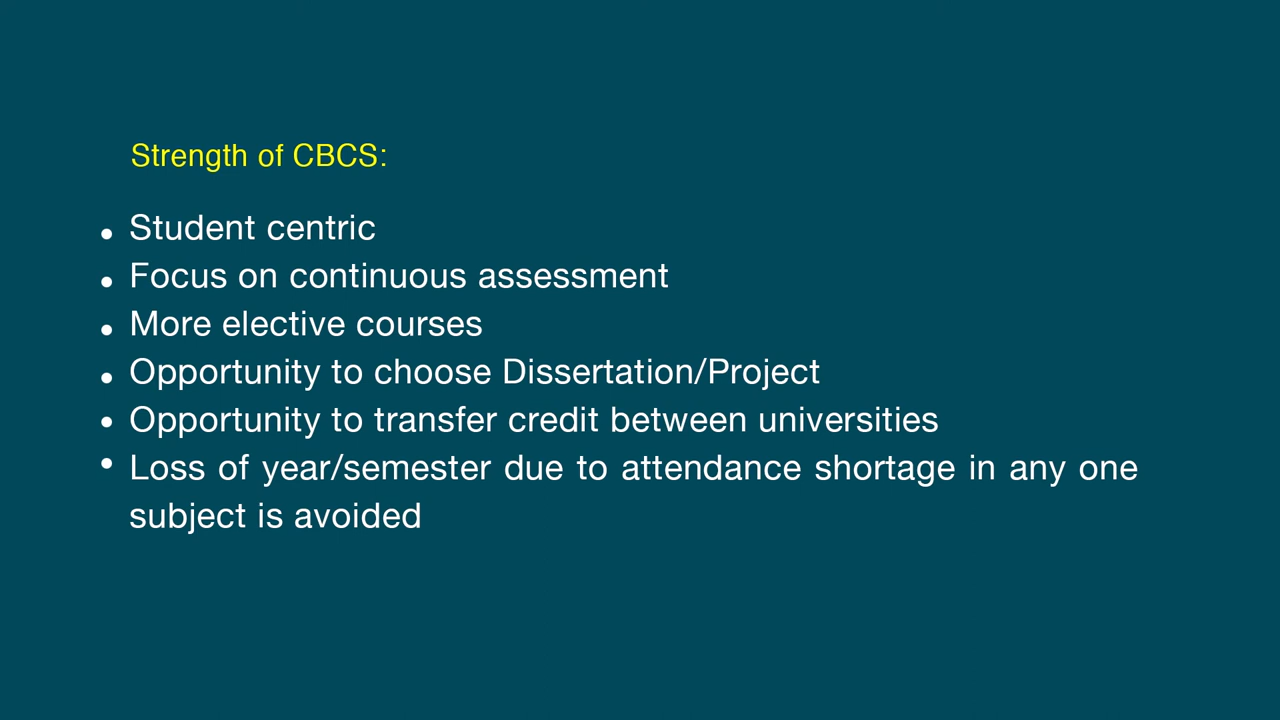 Strength of CBCS:
• Student centric
• Focus on continuous assessment
• More elective courses
• Opportunity to choose Dissertation/Project
• Opportunity to transfer credit between universities
• Loss of year/semester due to attendance shortage in any one
subject is avoided